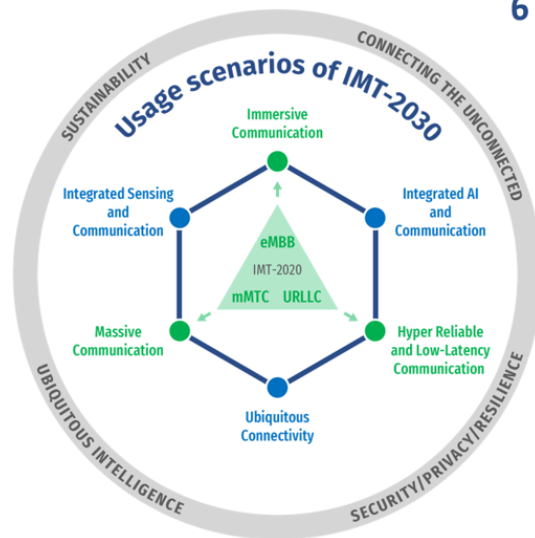 6
SUSTAINABILITY
CONNECTING THE UNCONNECTED
Usage scenarios of IMT-2030
Immersive
Communication
Integrated Sensing
and
Communication
Integrated AI
and
Communication
eMBB
IMT-2020
mMTC URLLC
Massive
Communication
Hyper Reliable
and Low-Latency
Communication
Ubiquitous
Connectivity
UBIQUITOUS INTELLIGENCE
SECURITY/PRIVACY/RESILIENCE